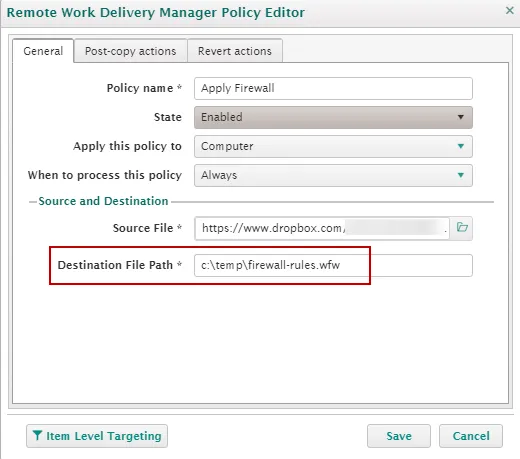 Remote Work Delivery Manager Policy Editor
General Post-copy actions Revert actions
Policy name * Apply Firewall
State Enabled
Apply this policy to Computer
When to process this policy Always
Source and Destination
Source File * https://www.dropbox.com/ .
Destination File Path * c:\temp\firewall-rules.wfw
Item Level Targeting Save Cancel